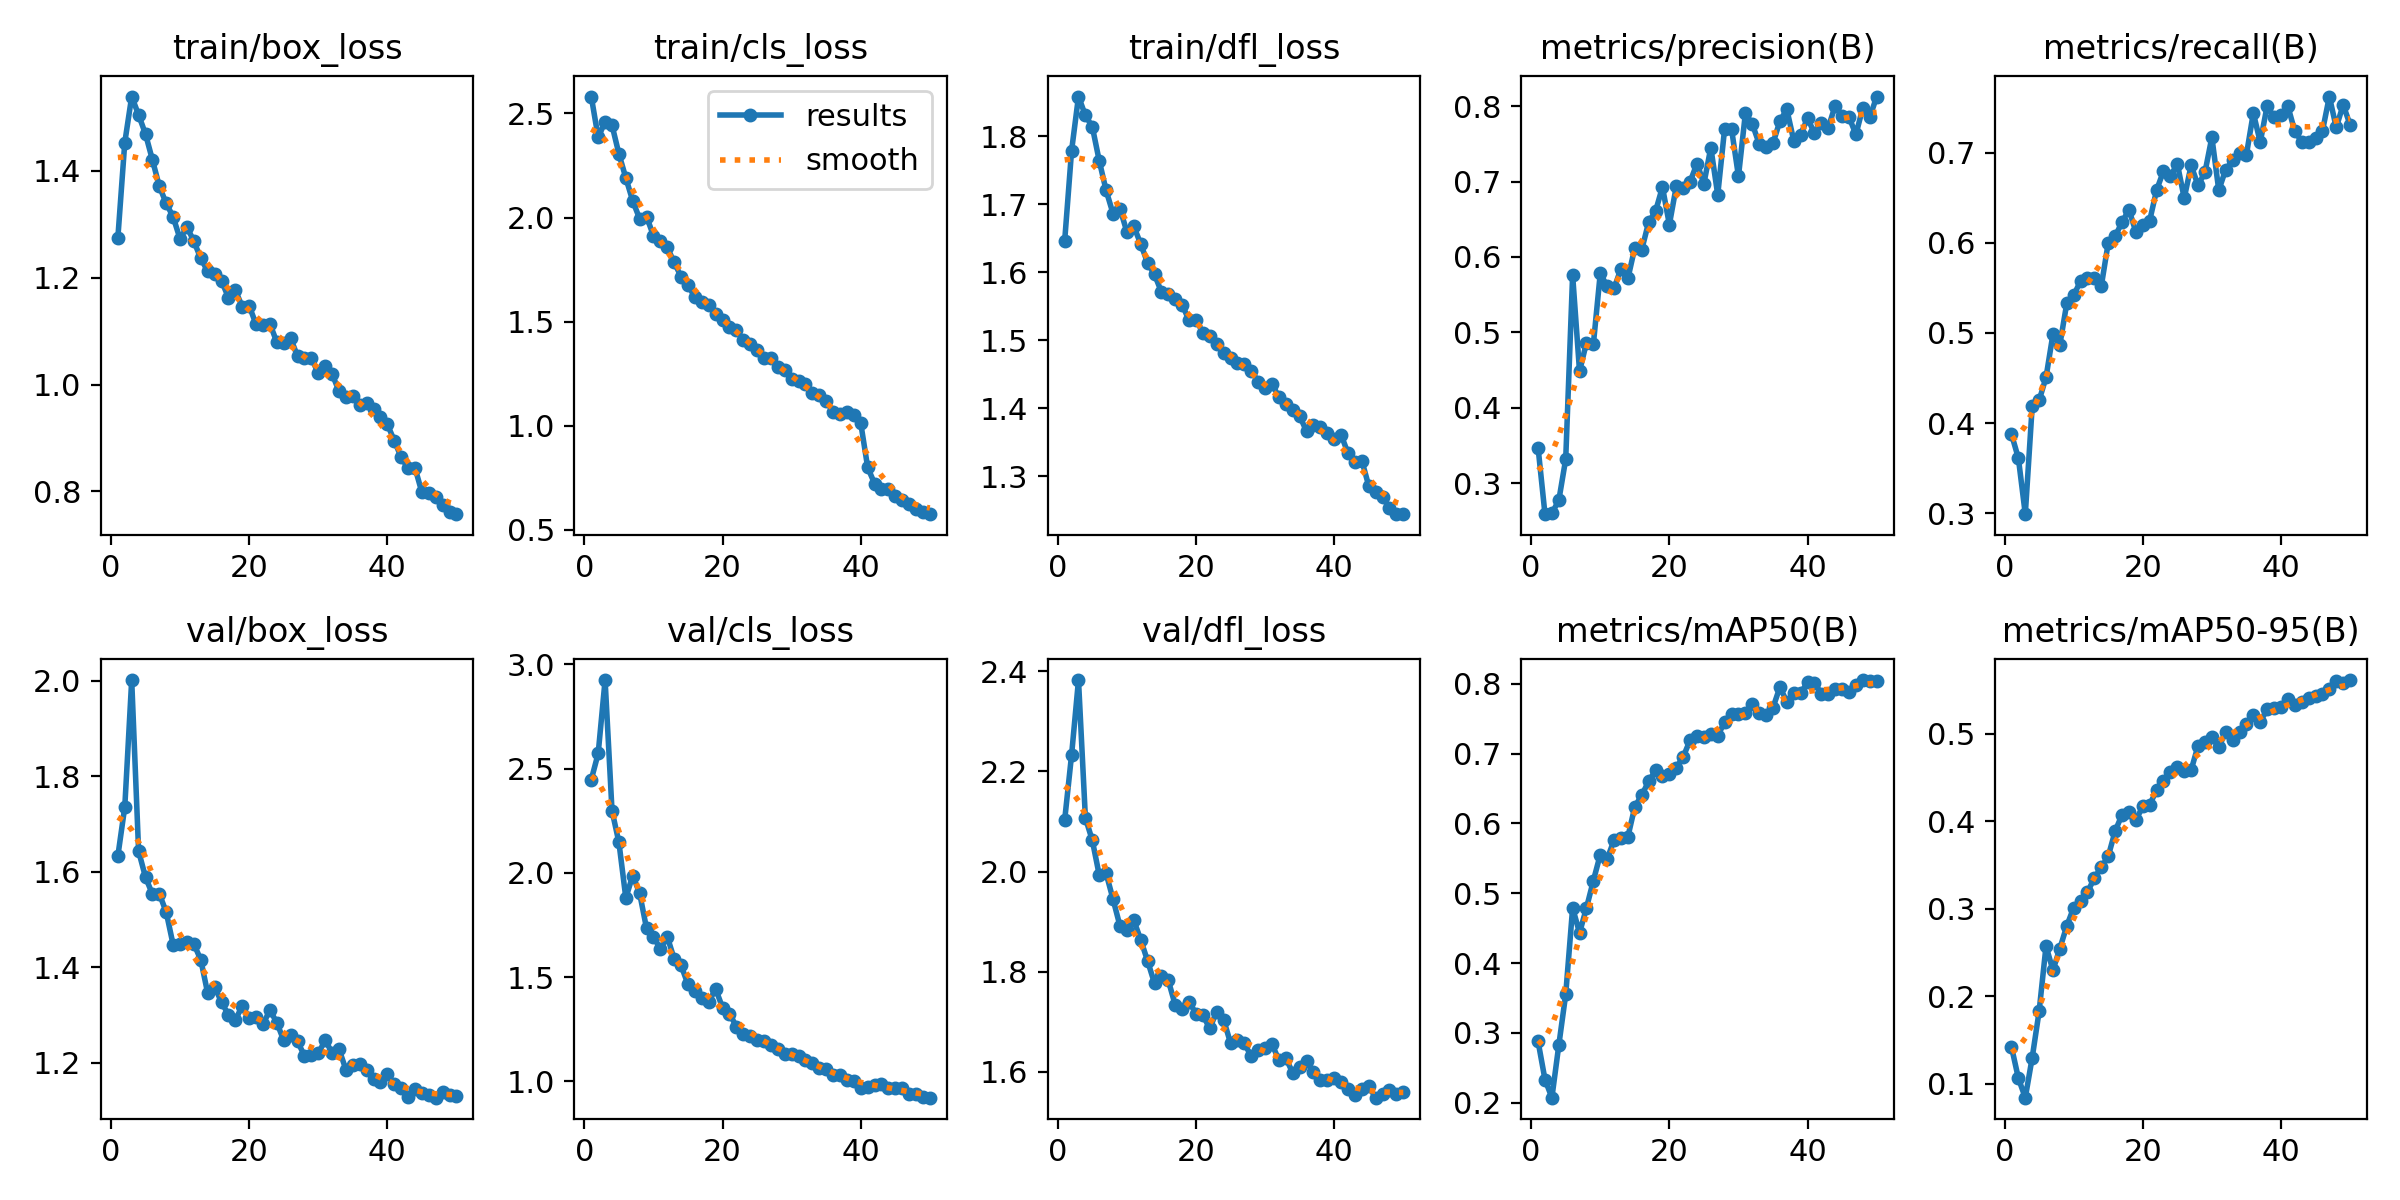 train/box_loss
train/cls_loss
train/dfl_loss
metrics/precision(B)
metrics/recall(B)
1.4
1.2
1.0
0.8
0 20 40
2.5
2.0
1.5
1.0
0.5
0 20 40
results
smooth
1.8
1.7
1.6
1.5
1.4
1.3
0 20 40
0.8
0.7
0.6
0.5
0.4
0.3
0 20 40
0.7
0.6
0.5
0.4
0.3
0 20 40
val/box_loss
val/cls_loss
val/dfl_loss
metrics/mAP50(B)
metrics/mAP50-95(B)
2.0
1.8
1.6
1.4
1.2
0 20 40
3.0
2.5
2.0
1.5
1.0
0 20 40
2.4
2.2
2.0
1.8
1.6
0 20 40
0.8
0.7
0.6
0.5
0.4
0.3
0.2
0 20 40
0.5
0.4
0.3
0.2
0.1
0 20 40